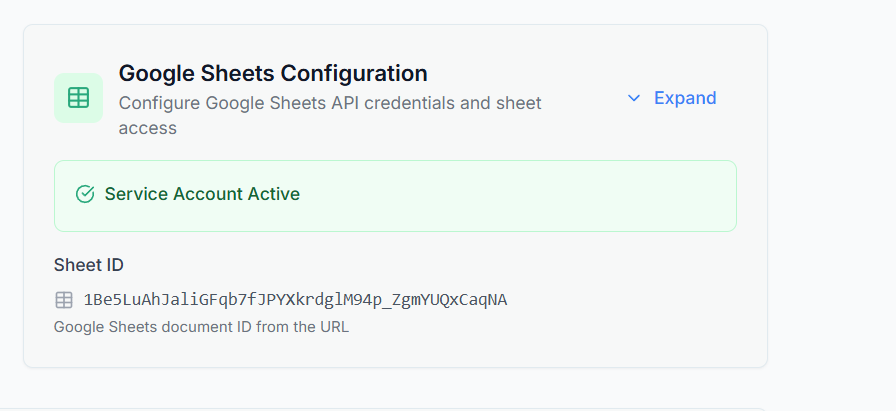 Google Sheets Configuration
Configure Google Sheets API credentials and sheet
access
Expand
Service Account Active
Sheet ID
1Be5LuAhJaliGFqb7fJPYXkrdglM94p_ZgmYUQxCaqNA
Google Sheets document ID from the URL